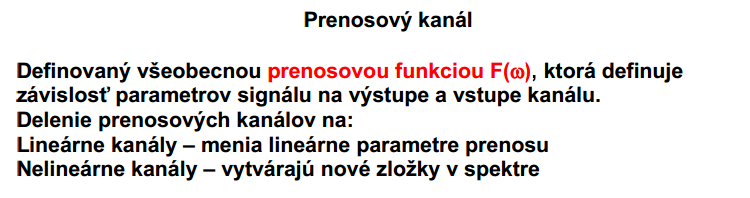 Prenosový kanál
Definovaný všeobecnou prenosovou funkciou F(ω), ktorá definuje
závislosť parametrov signálu na výstupe a vstupe kanálu.
Delenie prenosových kanálov na:
Lineárne kanály – menia lineárne parametre prenosu
Nelineárne kanály – vytvárajú nové zložky v spektre